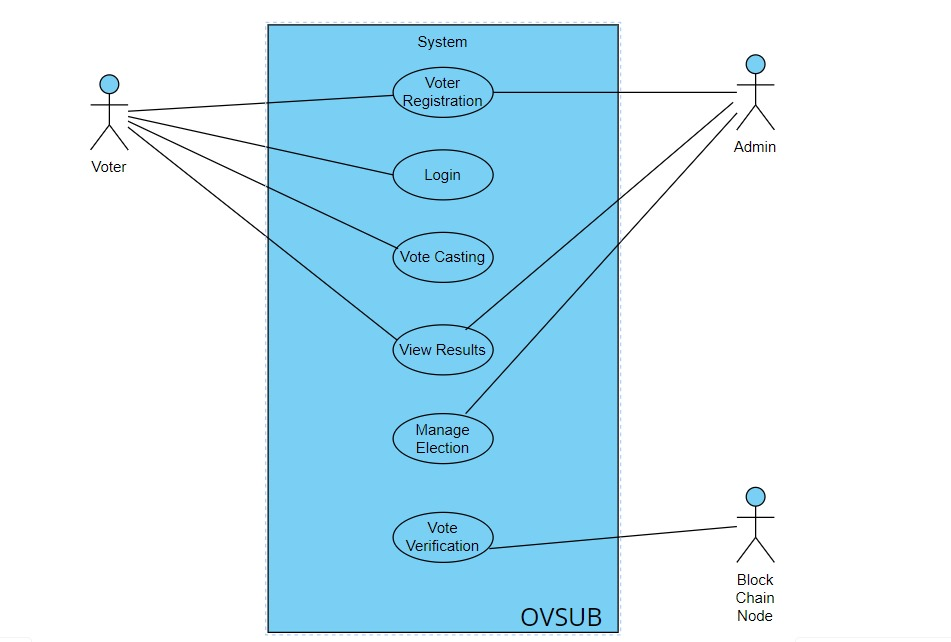 System
Voter
Registration
Login
Vote Casting
View Results
Manage
Election
Vote
Verification
OVSUB
Voter
Admin
Block
Chain
Node